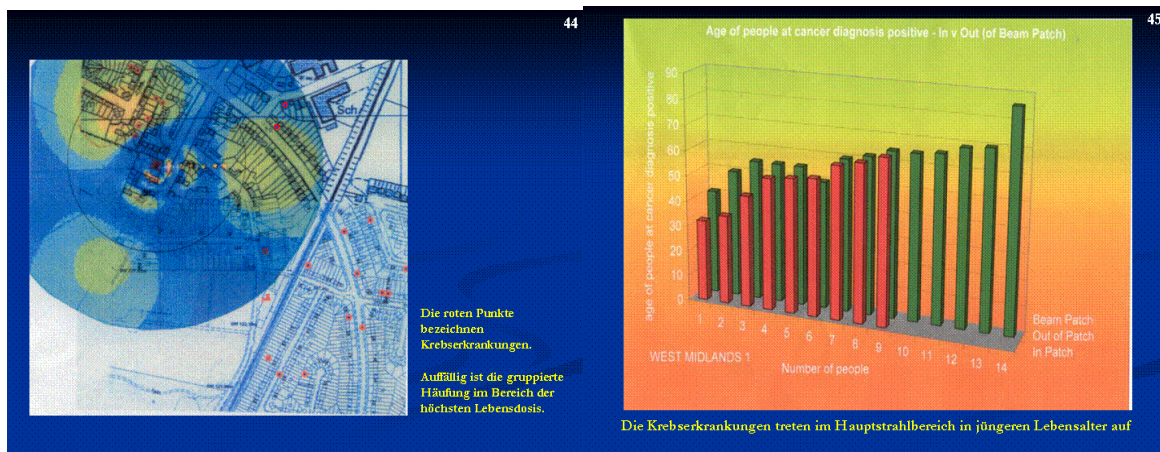 44
Sch
Die roten Punkte
bezeichnen
Krebserkrankungen.
Auffällig ist die gruppierte
Häufung im Bereich der
höchsten Lebensdosis.
45
Age of people at cancer diagnosis positive - In v Out (of Beam Patch)
age of people at cancer diagnosis positive
90
80
70
60
50
40
30
20
10
0
1 2 3 4 5 6 7 8 9 10 11 12 13 14
Beam Patch
Out of Patch
In Patch
WEST MIDLANDS 1
Number of people
Die Krebserkrankungen treten im Hauptstrahlbereich in jüngeren Lebensalter auf